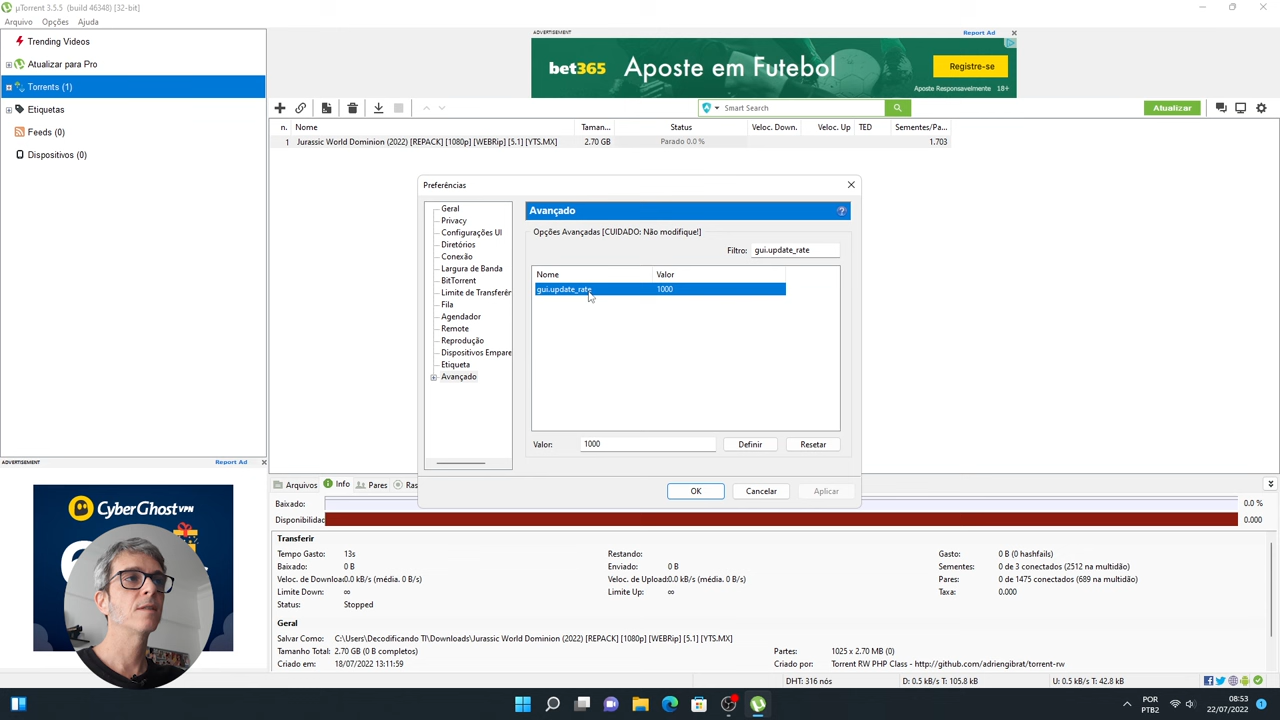 µTorrent 3.5.5 (build 46348) [32-bit]
Arquivo Opções Ajuda
Trending Videos
Atualizar para Pro
Torrents (1)
Etiquetas
Feeds (0)
Dispositivos (0)
ADVERTISEMENT Report Ad
bet365 Aposte em Futebol Registre-se
Aposte Responsavelmente 18+
Smart Search
Atualizar
n. Nome Taman... Status Veloc. Down. Veloc. Up TED Sementes/Pa...
1 Jurassic World Dominion (2022) [REPACK] [1080p] [WEBRip] [5.1] [YTS.MX] 2.70 GB Parado 0.0 % 1.703
Preferências
Geral
Privacy
Configurações UI
Diretórios
Conexão
Largura de Banda
BitTorrent
Limite de Transferên
Fila
Agendador
Remote
Reprodução
Dispositivos Empare
Etiqueta
Avançado
Avançado
Opções Avançadas [CUIDADO: Não modifique!]
Filtro: gui.update_rate
Nome Valor
gui.update_rate 1000
Valor: 1000 Definir Resetar
OK Cancelar Aplicar
ADVERTISEMENT Report Ad
CyberGhost VPN
Arquivos Info Pares Ras
Baixado: 0.0 %
Disponibilidac 0.000
Transferir
Tempo Gasto: 13s Restando: Gasto: 0 B (0 hashfails)
Baixado: 0 B Enviado: 0 B Sementes: 0 de 3 conectados (2512 na multidão)
Veloc. de Download: 0.0 kB/s (média. 0 B/s) Veloc. de Upload: 0.0 kB/s (média. 0 B/s) Pares: 0 de 1475 conectados (689 na multidão)
Limite Down: ∞ Limite Up: ∞ Taxa: 0.000
Status: Stopped
Geral
Salvar Como: C:\Users\Decodificando TI\Downloads\Jurassic World Dominion (2022) [REPACK] [1080p] [WEBRip] [5.1] [YTS.MX]
Tamanho Total: 2.70 GB (0 B completos) Partes: 1025 x 2.70 MB (0)
Criado em: 18/07/2022 13:11:59 Criado por: Torrent RW PHP Class - http://github.com/adriengibrat/torrent-rw
DHT: 316 nós D: 0.5 kB/s T: 105.8 kB U: 0.5 kB/s T: 42.8 kB
POR
PTB2
08:53
22/07/2022
1